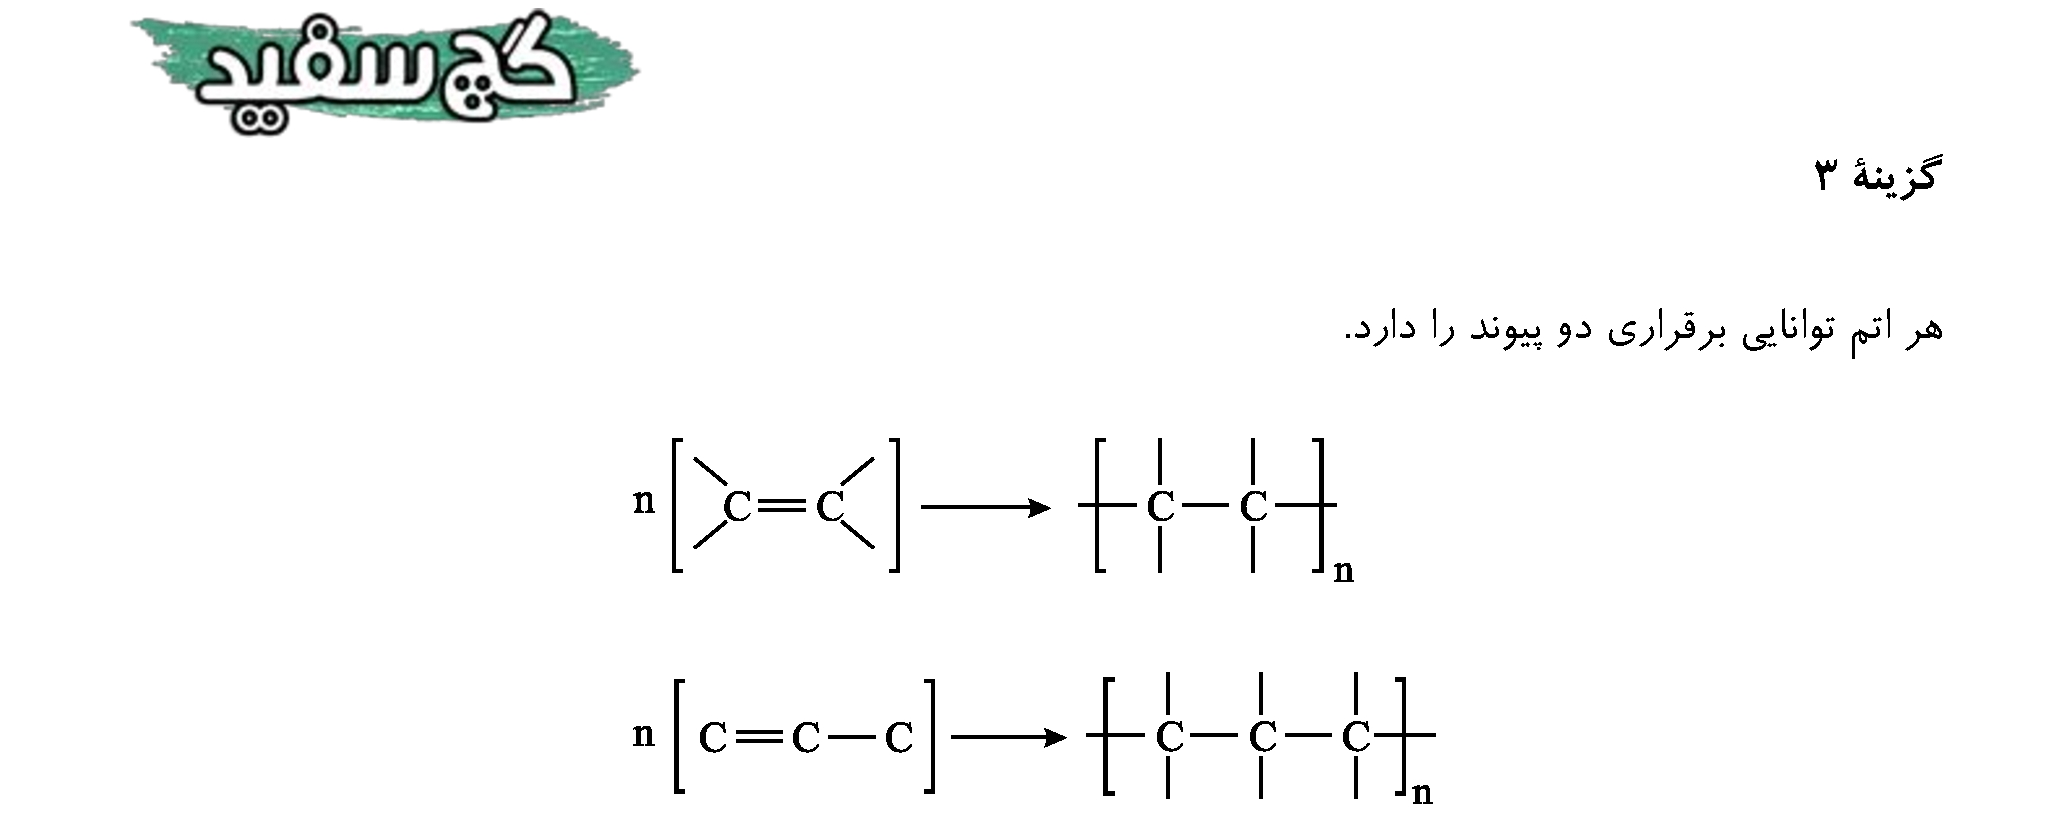 گچ سفید
گزینهٔ ۳
هر اتم توانایی برقراری دو پیوند را دارد.
n [ C = C ] → [ C — C ] n
n [ C = C — C ] → [ C — C — C ] n